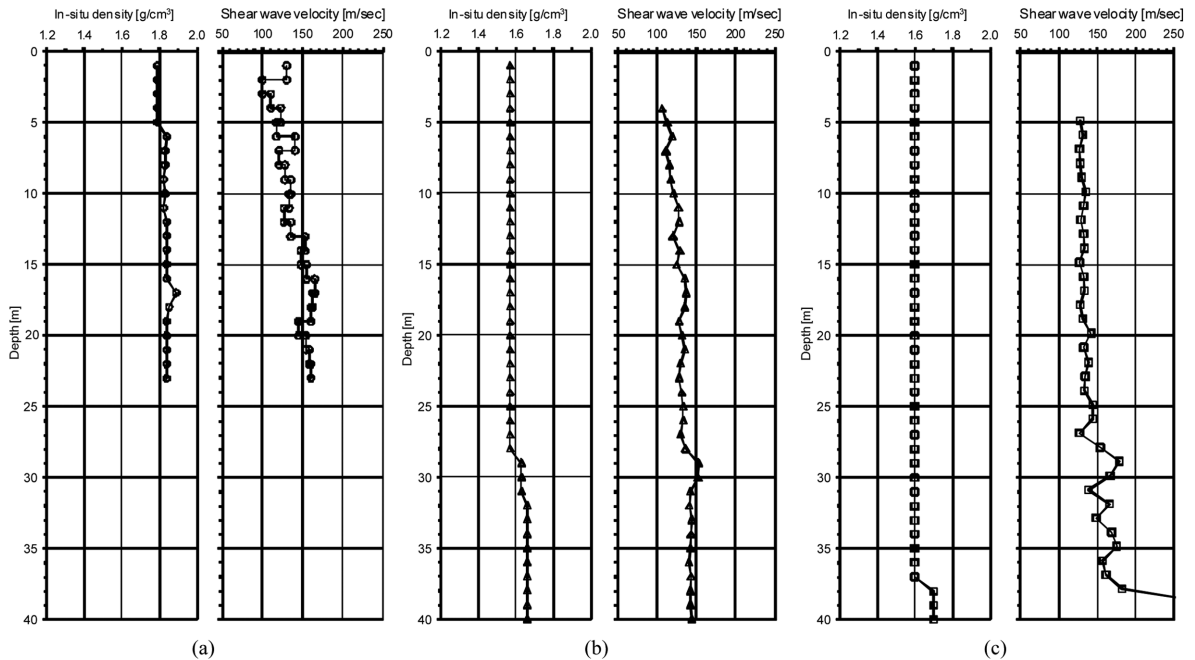 In-situ density [g/cm³] Shear wave velocity [m/sec] In-situ density [g/cm³] Shear wave velocity [m/sec] In-situ density [g/cm³] Shear wave velocity [m/sec]
1.2 1.4 1.6 1.8 2.0 50 100 150 200 250 1.2 1.4 1.6 1.8 2.0 50 100 150 200 250 1.2 1.4 1.6 1.8 2.0 50 100 150 200 250
0 0 0
5 5 5
10 10 10
15 15 15
20 20 20
25 25 25
30 30 30
35 35 35
40 40 40
Depth [m] Depth [m] Depth [m]
(a) (b) (c)